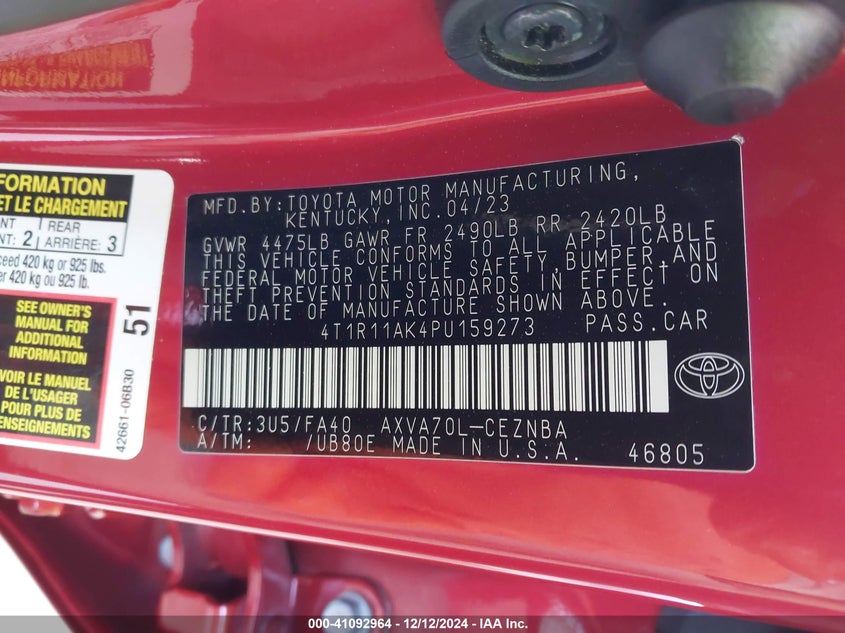 FORMATION
ET LE CHARGEMENT
REAR
2 ARRIÈRE: 3
420 kg or 925 lbs.
420 kg ou 925 lb.
SEE OWNER'S
MANUAL FOR
ADDITIONAL
INFORMATION
VOIR LE MANUEL
DE L'USAGER
POUR PLUS DE
RENSEIGNEMENTS
51
42661-06B30
MFD.BY:TOYOTA MOTOR MANUFACTURING,
KENTUCKY,INC.04/23
GVWR 4475LB GAWR FR 2490LB RR 2420LB
THIS VEHICLE CONFORMS TO ALL APPLICABLE
FEDERAL MOTOR VEHICLE SAFETY,BUMPER,AND
THEFT PREVENTION STANDARDS IN EFFECT ON
THE DATE OF MANUFACTURE SHOWN ABOVE.
4T1R11AK4PU159273 PASS.CAR
C/TR:3U5/FA40 AXVA70L-CEZNBA
A/TM: /UB80E MADE IN U.S.A. 46805
000-41092964 - 12/12/2024 - IAA Inc.